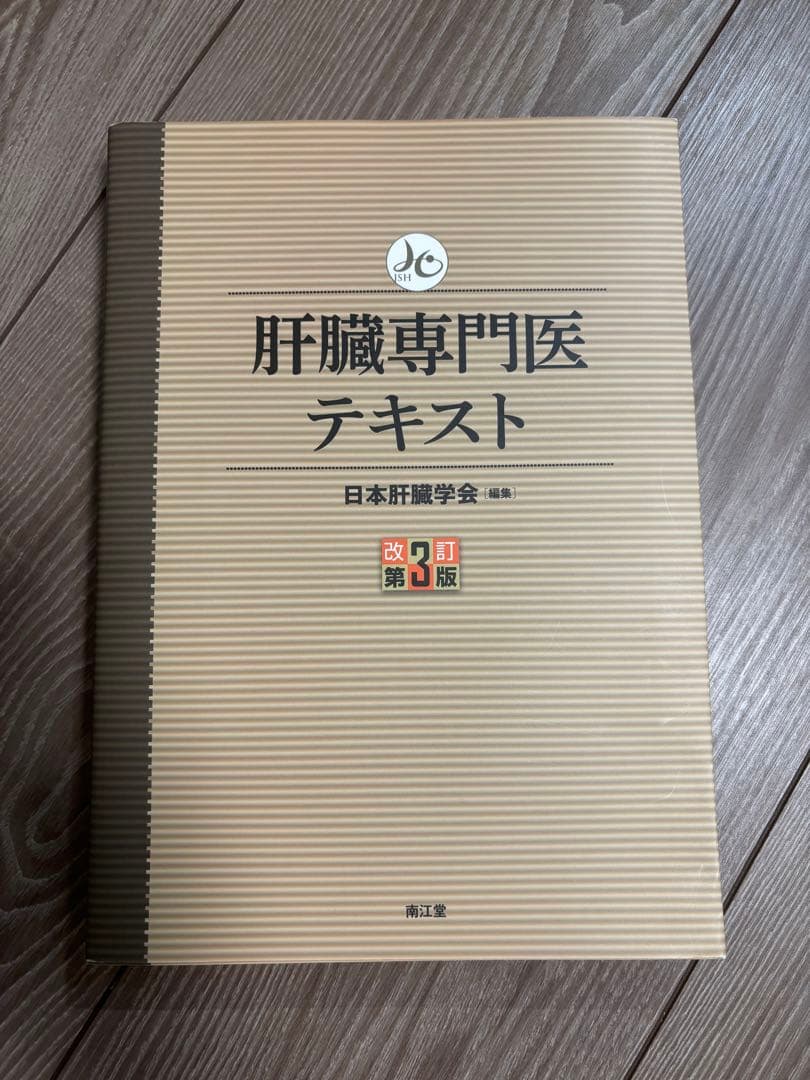 JSH
肝臓専門医
テキスト
日本肝臓学会［編集］
改訂
第3版
南江堂